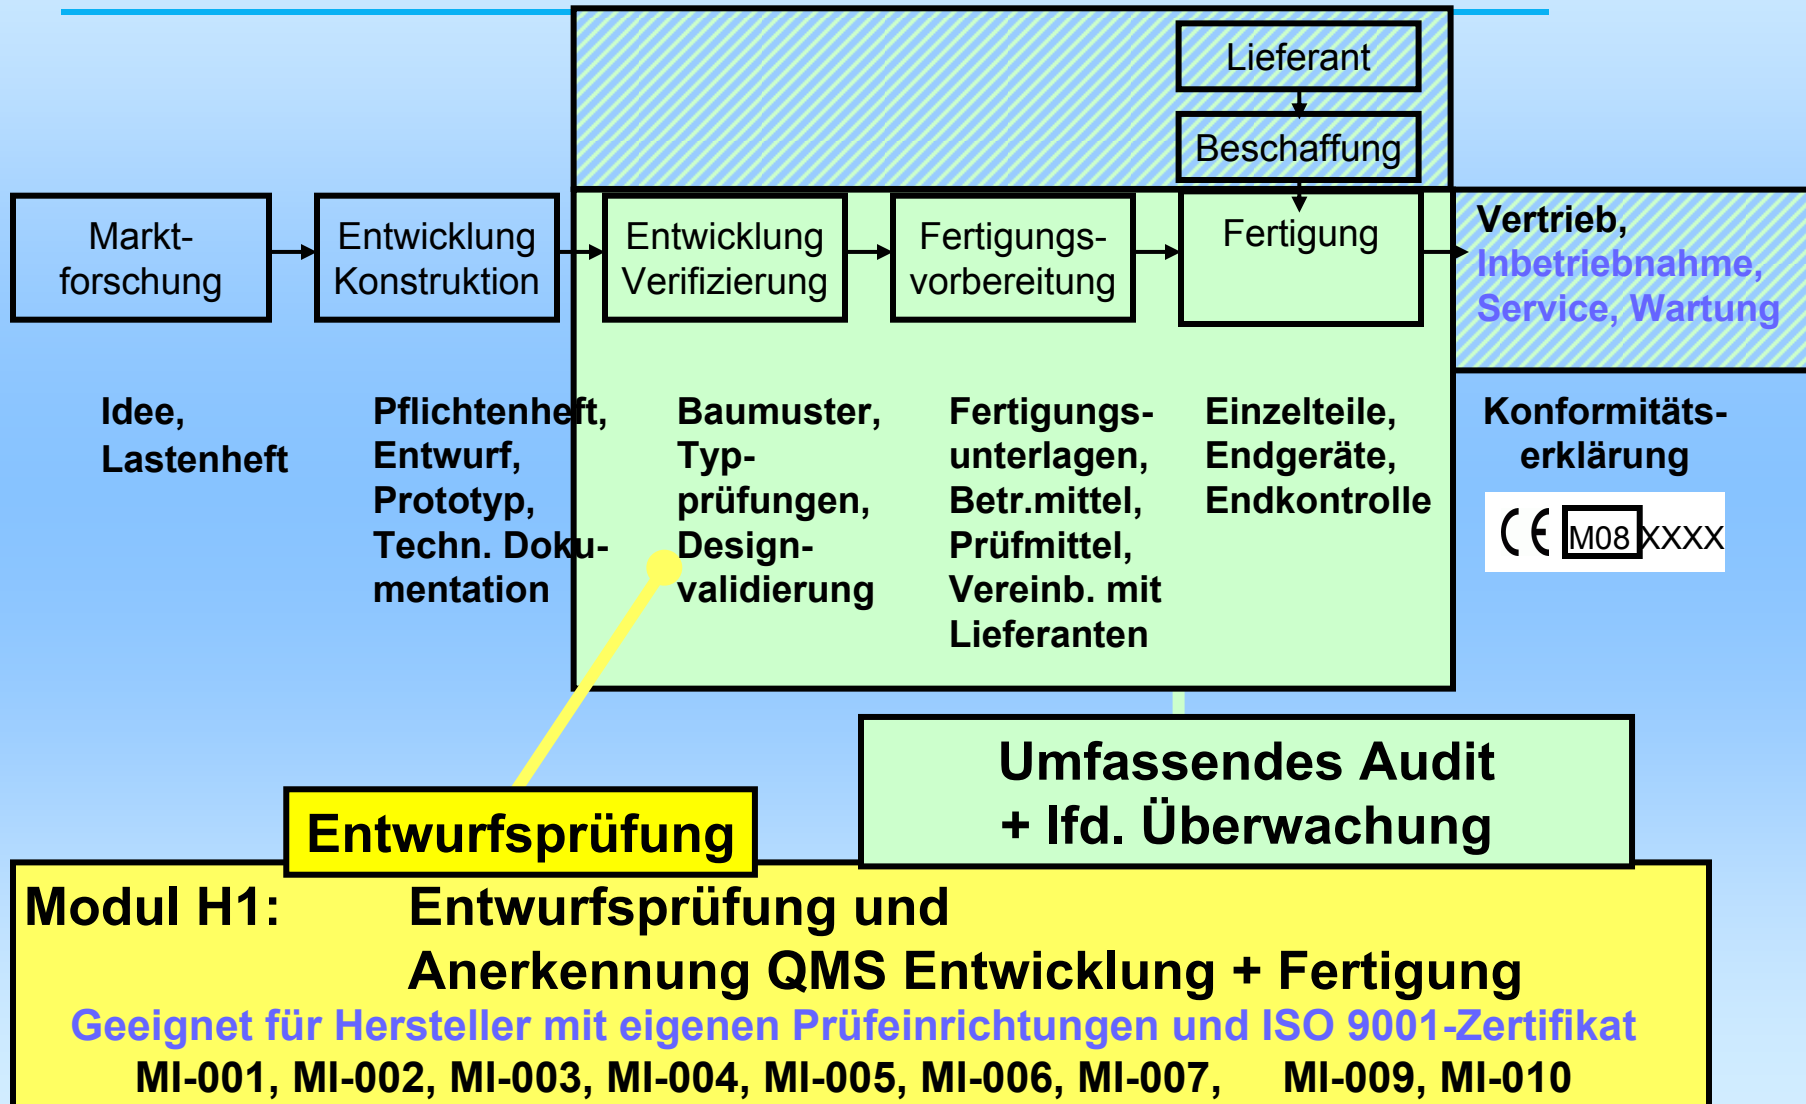 Lieferant
Beschaffung
Markt-
forschung
Entwicklung
Konstruktion
Entwicklung
Verifizierung
Fertigungs-
vorbereitung
Fertigung
Vertrieb,
Inbetriebnahme,
Service, Wartung
Idee,
Lastenheft
Pflichtenheft,
Entwurf,
Prototyp,
Techn. Doku-
mentation
Baumuster,
Typ-
prüfungen,
Design-
validierung
Fertigungs-
unterlagen,
Betr.mittel,
Prüfmittel,
Vereinb. mit
Lieferanten
Einzelteile,
Endgeräte,
Endkontrolle
Konformitäts-
erklärung
CE M08 XXXX
Umfassendes Audit
+ lfd. Überwachung
Entwurfsprüfung
Modul H1: Entwurfsprüfung und
Anerkennung QMS Entwicklung + Fertigung
Geeignet für Hersteller mit eigenen Prüfeinrichtungen und ISO 9001-Zertifikat
MI-001, MI-002, MI-003, MI-004, MI-005, MI-006, MI-007, MI-009, MI-010